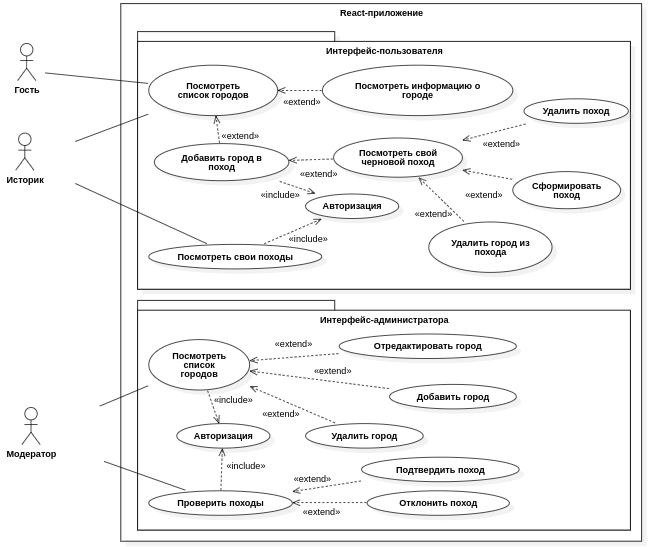 React-приложение
Интерфейс-пользователя
Посмотреть
список городов
Посмотреть информацию о
городе
Удалить поход
«extend»
Гость
«extend»
«extend»
Добавить город в
поход
Посмотреть свой
черновой поход
«extend»
Историк
«include»
«extend»
Сформировать
поход
Авторизация
«extend»
«include»
Удалить город из
похода
Посмотреть свои походы
Интерфейс-администратора
«extend»
Отредактировать город
Посмотреть
список
городов
«extend»
Добавить город
«include»
«extend»
Авторизация
Удалить город
Модератор
«include»
Подтвердить поход
«extend»
Проверить походы
Отклонить поход
«extend»